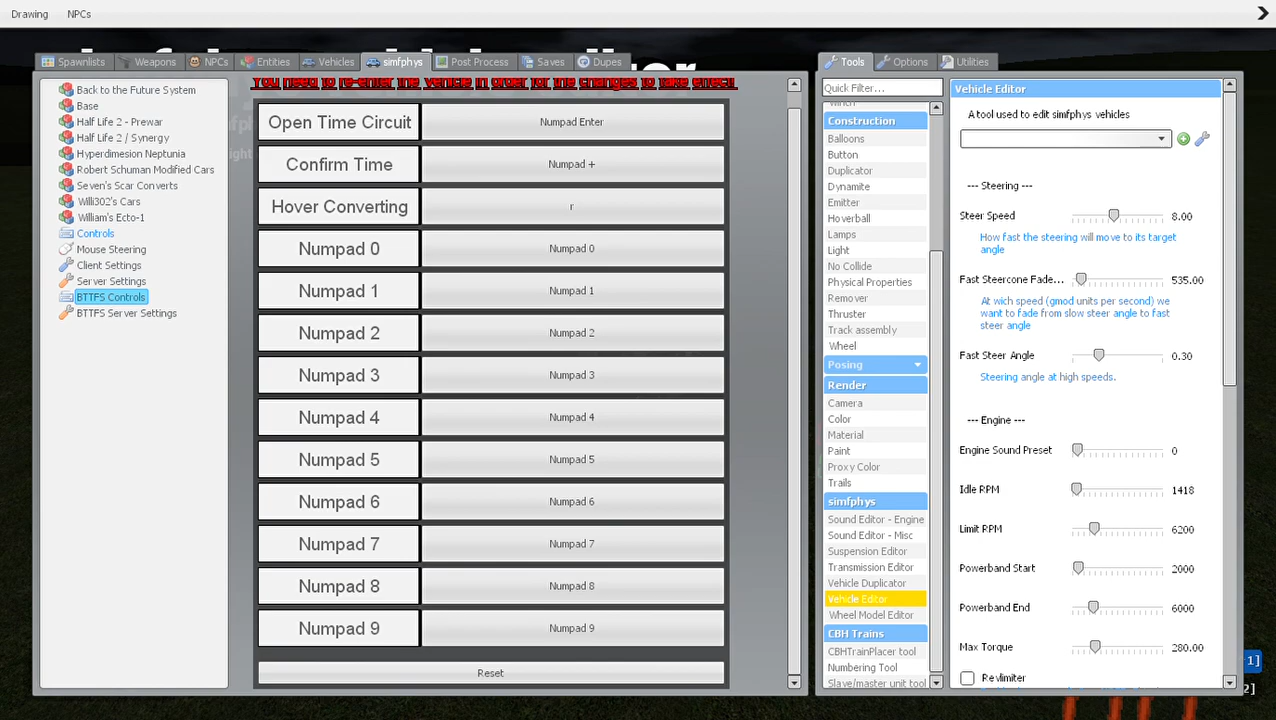 Drawing NPCs
Spawnlists Weapons NPCs Entities Vehicles simfphys Post Process Saves Dupes
Tools Options Utilities
Back to the Future System
Base
Half Life 2 - Prewar
Half Life 2 / Synergy
Hyperdimesion Neptunia
Robert Schuman Modified Cars
Seven's Scar Converts
Willi302's Cars
William's Ecto-1
Controls
Mouse Steering
Client Settings
Server Settings
BTTFS Controls
BTTFS Server Settings
You need to re-enter the vehicle in order for the changes to take effect!
Open Time Circuit Numpad Enter
Confirm Time Numpad +
Hover Converting r
Numpad 0 Numpad 0
Numpad 1 Numpad 1
Numpad 2 Numpad 2
Numpad 3 Numpad 3
Numpad 4 Numpad 4
Numpad 5 Numpad 5
Numpad 6 Numpad 6
Numpad 7 Numpad 7
Numpad 8 Numpad 8
Numpad 9 Numpad 9
Reset
Quick Filter...
Winch
Construction
Balloons
Button
Duplicator
Dynamite
Emitter
Hoverball
Lamps
Light
No Collide
Physical Properties
Remover
Thruster
Track assembly
Wheel
Posing
Render
Camera
Color
Material
Paint
Proxy Color
Trails
simfphys
Sound Editor - Engine
Sound Editor - Misc
Suspension Editor
Transmission Editor
Vehicle Duplicator
Vehicle Editor
Wheel Model Editor
CBH Trains
CBHTrainPlacer tool
Numbering Tool
Slave/master unit tool
Vehicle Editor
A tool used to edit simfphys vehicles
--- Steering ---
Steer Speed 8.00
How fast the steering will move to its target
angle
Fast Steercone Fade... 535.00
At wich speed (gmod units per second) we
want to fade from slow steer angle to fast
steer angle
Fast Steer Angle 0.30
Steering angle at high speeds.
--- Engine ---
Engine Sound Preset 0
Idle RPM 1418
Limit RPM 6200
Powerband Start 2000
Powerband End 6000
Max Torque 280.00
Revlimiter
1]
2]